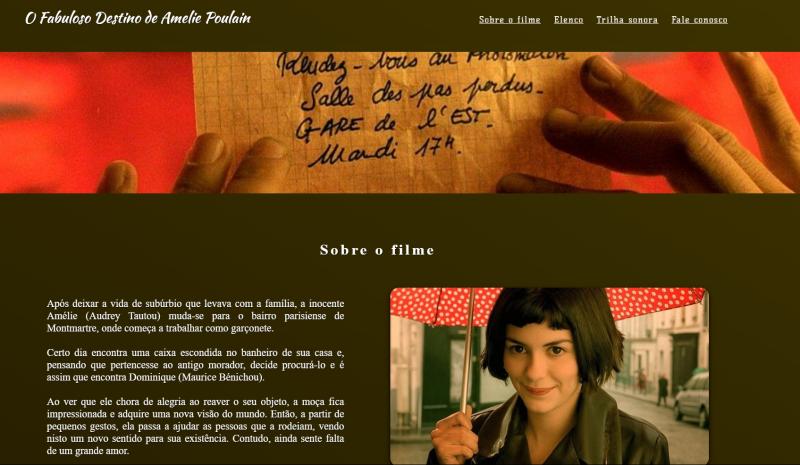 O Fabuloso Destino de Amelie Poulain
Sobre o filme Elenco Trilha sonora Fale conosco
Rendez-vous au Photomaton
Salle des pas perdus-
GARE de l'EST.
Mardi 17h.
Sobre o filme
Após deixar a vida de subúrbio que levava com a família, a inocente
Amélie (Audrey Tautou) muda-se para o bairro parisiense de
Montmartre, onde começa a trabalhar como garçonete.
Certo dia encontra uma caixa escondida no banheiro de sua casa e,
pensando que pertencesse ao antigo morador, decide procurá-lo e é
assim que encontra Dominique (Maurice Bénichou).
Ao ver que ele chora de alegria ao reaver o seu objeto, a moça fica
impressionada e adquire uma nova visão do mundo. Então, a partir de
pequenos gestos, ela passa a ajudar as pessoas que a rodeiam, vendo
nisto um novo sentido para sua existência. Contudo, ainda sente falta
de um grande amor.